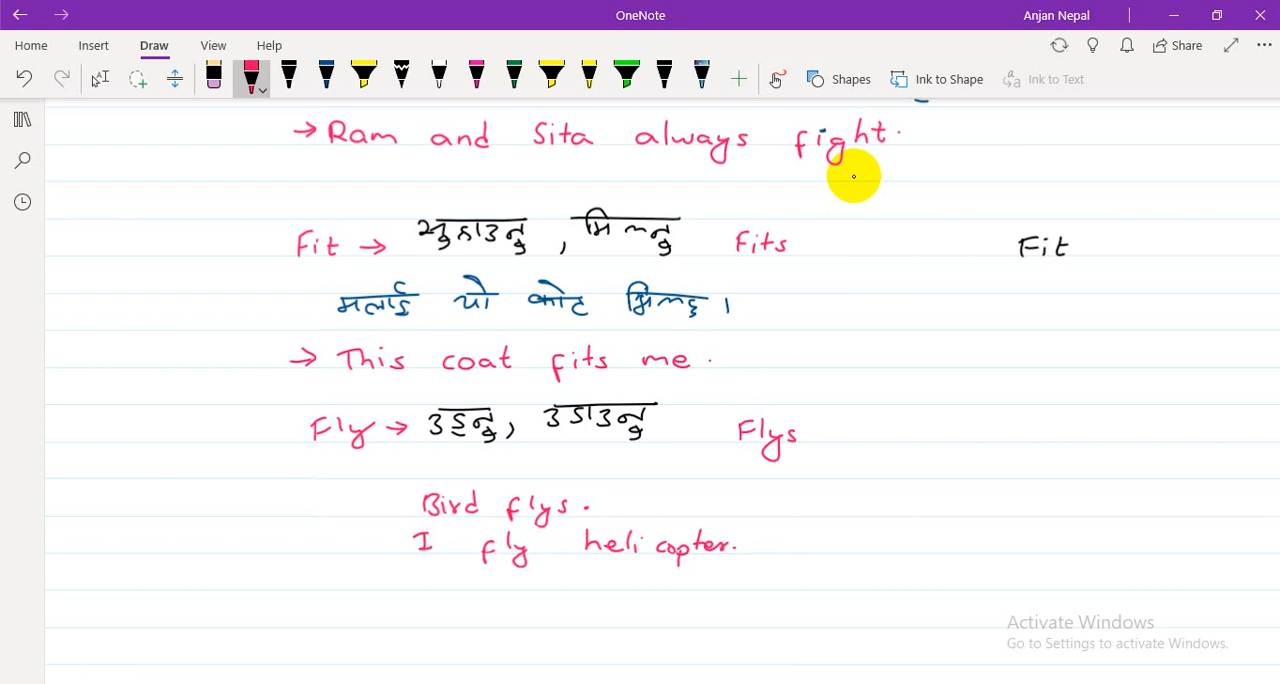 OneNote
Anjan Nepal
Home Insert Draw View Help
Share
Shapes
Ink to Shape
Ink to Text
→ Ram and Sita always fight.
Fit → सुहाउनु, मिल्नु Fits
Fit
मलाई यो कोट मिल्छ ।
→ This coat fits me.
Fly → उड्नु, उडाउनु Flys
Bird flys.
I fly helicopter.
Activate Windows
Go to Settings to activate Windows.